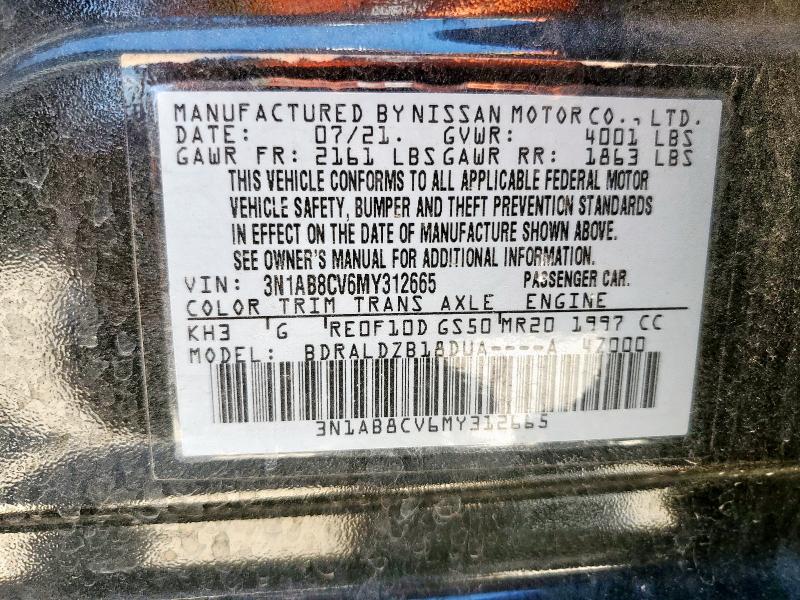 MANUFACTURED BY NISSAN MOTOR CO., LTD.
DATE: 07/21. GVWR: 4001 LBS
GAWR FR: 2161 LBS GAWR RR: 1863 LBS
THIS VEHICLE CONFORMS TO ALL APPLICABLE FEDERAL MOTOR
VEHICLE SAFETY, BUMPER AND THEFT PREVENTION STANDARDS
IN EFFECT ON THE DATE OF MANUFACTURE SHOWN ABOVE.
SEE OWNER'S MANUAL FOR ADDITIONAL INFORMATION.
VIN: 3N1AB8CV6MY312665 PASSENGER CAR.
COLOR TRIM TRANS AXLE ENGINE
KH3 G RE0F10D GS50 MR20 1997 CC
MODEL: BDRALDZB18DUA----A 4Z000
3N1AB8CV6MY312665